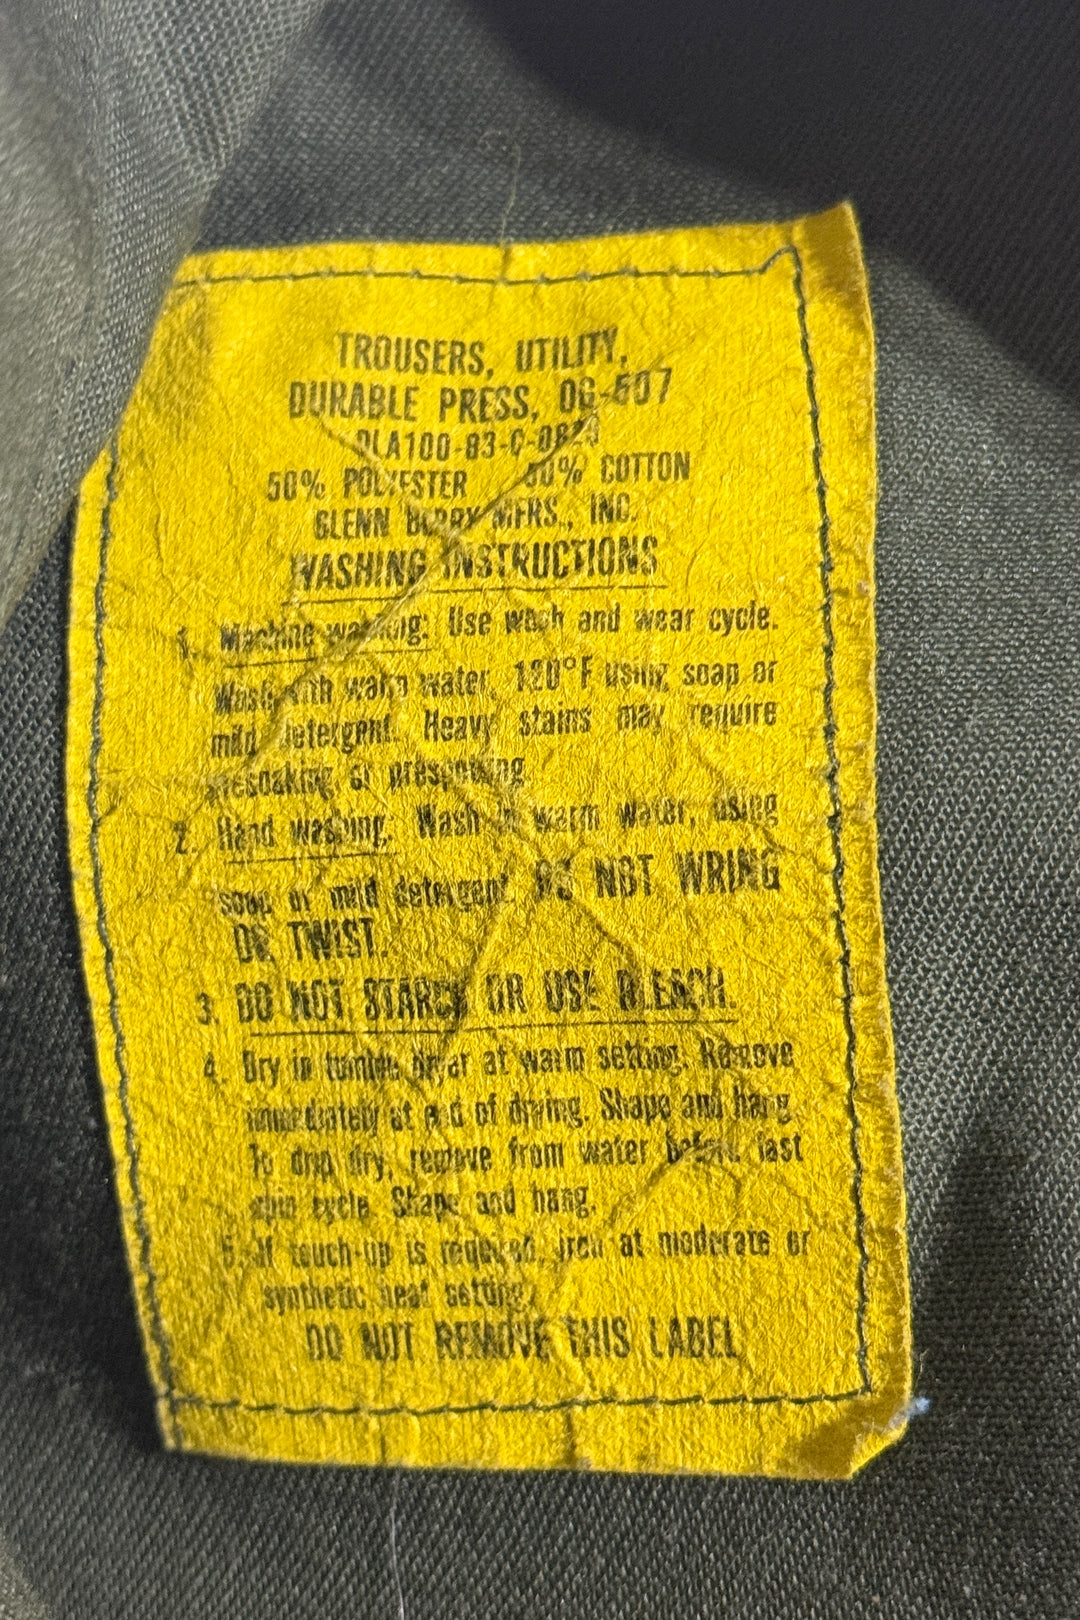 TROUSERS, UTILITY,
DURABLE PRESS, OG-507
DLA100-83-C-
50% POLYESTER 50% COTTON
GLENN BERRY MFRS., INC.
WASHING INSTRUCTIONS
1. Machine washing: Use wash and wear cycle.
Wash with warm water, 120°F using soap or
mild detergent. Heavy stains may require
presoaking or prespotting
2. Hand washing: Wash in warm water, using
soap or mild detergent. DO NOT WRING
OR TWIST.
3. DO NOT STARCH OR USE BLEACH.
4. Dry in tumble dryer at warm setting. Remove
immediately at end of drying. Shape and hang.
To drip dry, remove from water before last
spin cycle. Shape and hang.
5. If touch-up is required, iron at moderate or
synthetic heat setting.
DO NOT REMOVE THIS LABEL